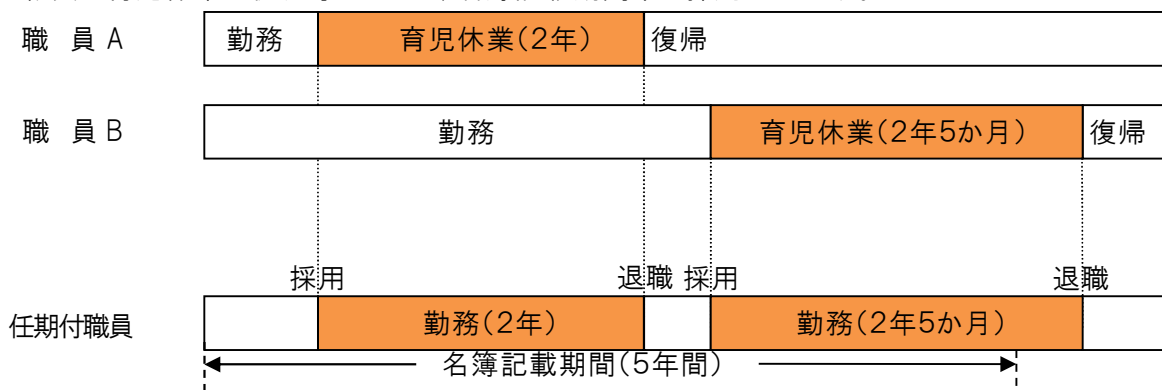 職 員 A 勤務 育児休業(2年) 復帰
職 員 B 勤務 育児休業(2年5か月) 復帰
採用 退職 採用 退職
任期付職員 勤務(2年) 勤務(2年5か月)
名簿記載期間(5年間)